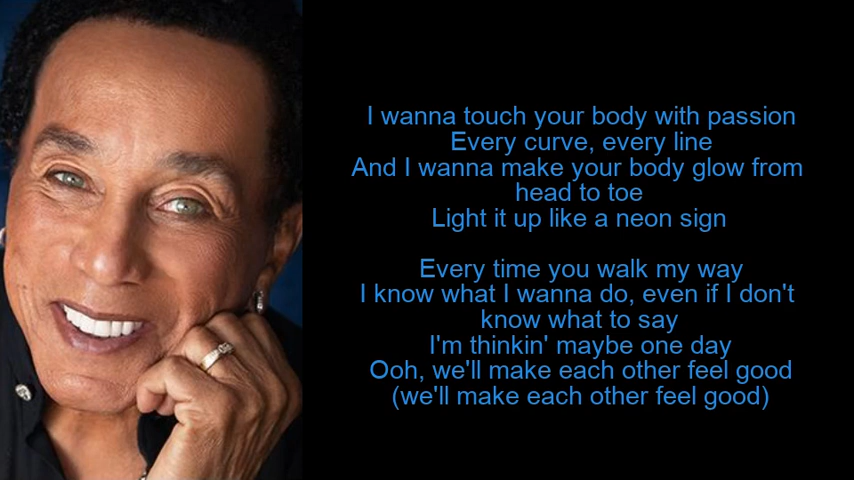 I wanna touch your body with passion
Every curve, every line
And I wanna make your body glow from
head to toe
Light it up like a neon sign
Every time you walk my way
I know what I wanna do, even if I don't
know what to say
I'm thinkin' maybe one day
Ooh, we'll make each other feel good
(we'll make each other feel good)